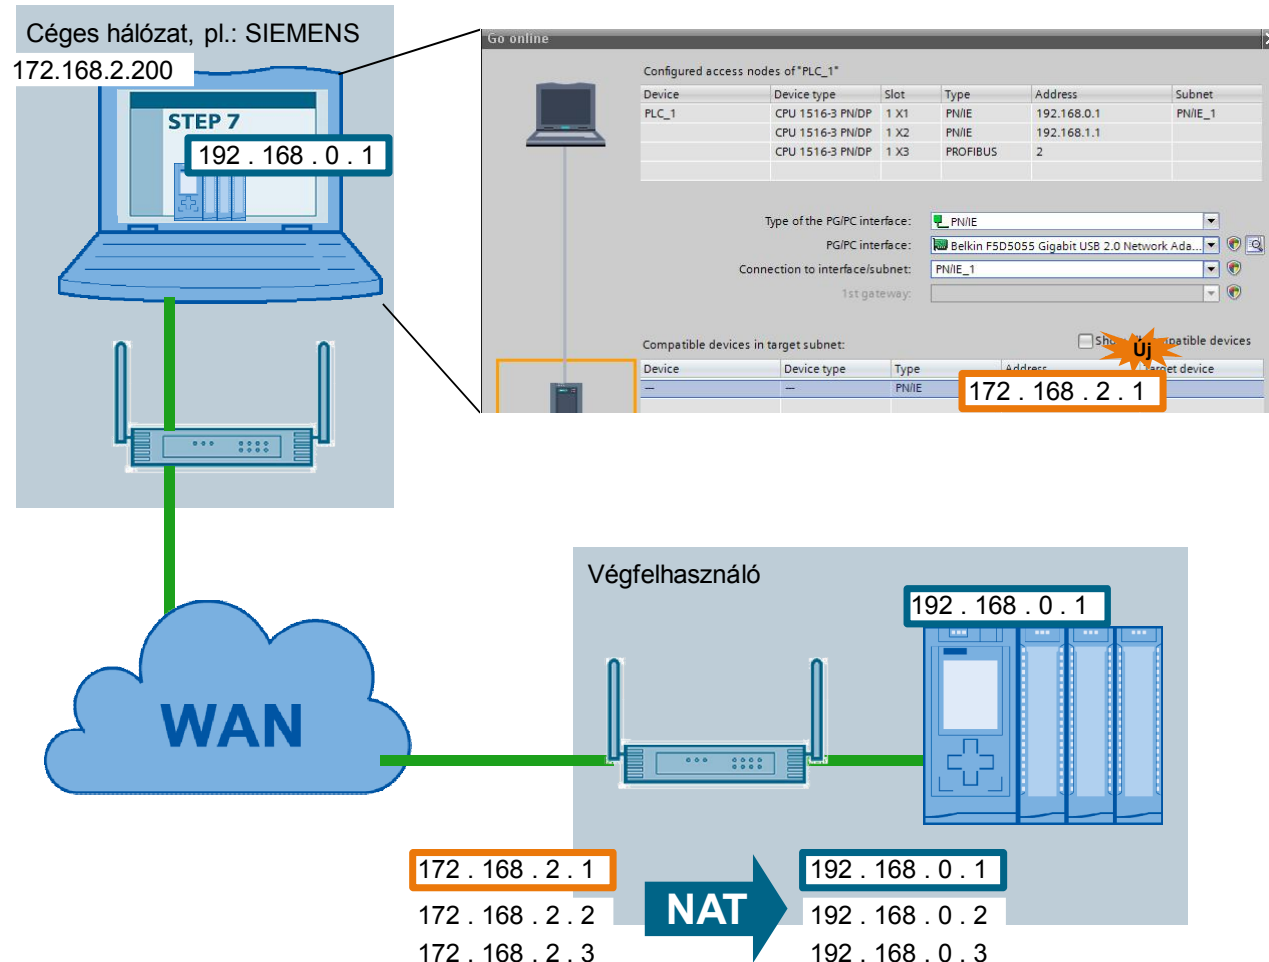 Céges hálózat, pl.: SIEMENS
172.168.2.200
STEP 7
192 . 168 . 0 . 1
Go online
Configured access nodes of "PLC_1"
Device Device type Slot Type Address Subnet
PLC_1 CPU 1516-3 PN/DP 1 X1 PN/IE 192.168.0.1 PN/IE_1
CPU 1516-3 PN/DP 1 X2 PN/IE 192.168.1.1
CPU 1516-3 PN/DP 1 X3 PROFIBUS 2
Type of the PG/PC interface: PN/IE
PG/PC interface: Belkin F5D5055 Gigabit USB 2.0 Network Ada...
Connection to interface/subnet: PN/IE_1
1st gateway:
Compatible devices in target subnet: devices
Új
Device Device type Type Address device
— — PN/IE 172 . 168 . 2 . 1
WAN
Végfelhasználó
192 . 168 . 0 . 1
172 . 168 . 2 . 1 192 . 168 . 0 . 1
NAT
172 . 168 . 2 . 2 192 . 168 . 0 . 2
172 . 168 . 2 . 3 192 . 168 . 0 . 3